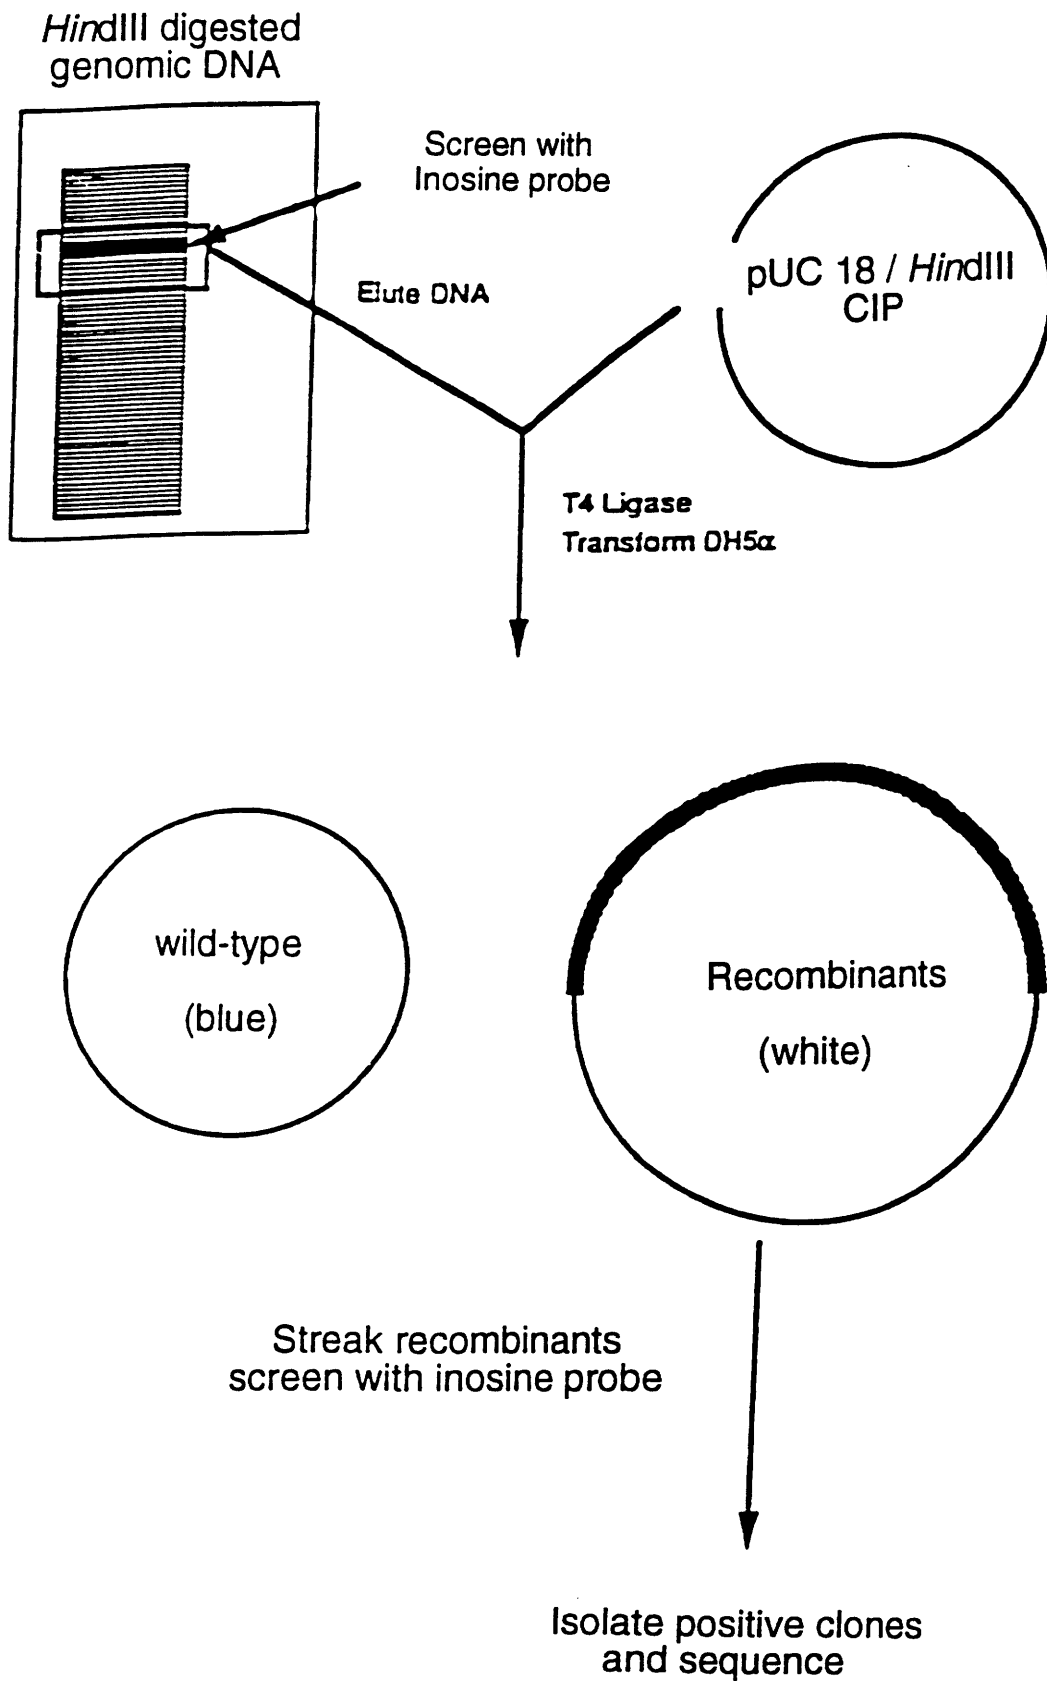 HindIII digested
genomic DNA
Screen with
Inosine probe
Elute DNA
pUC 18 / HindIII
CIP
T4 Ligase
Transform DH5α
wild-type
(blue)
Recombinants
(white)
Streak recombinants
screen with inosine probe
Isolate positive clones
and sequence